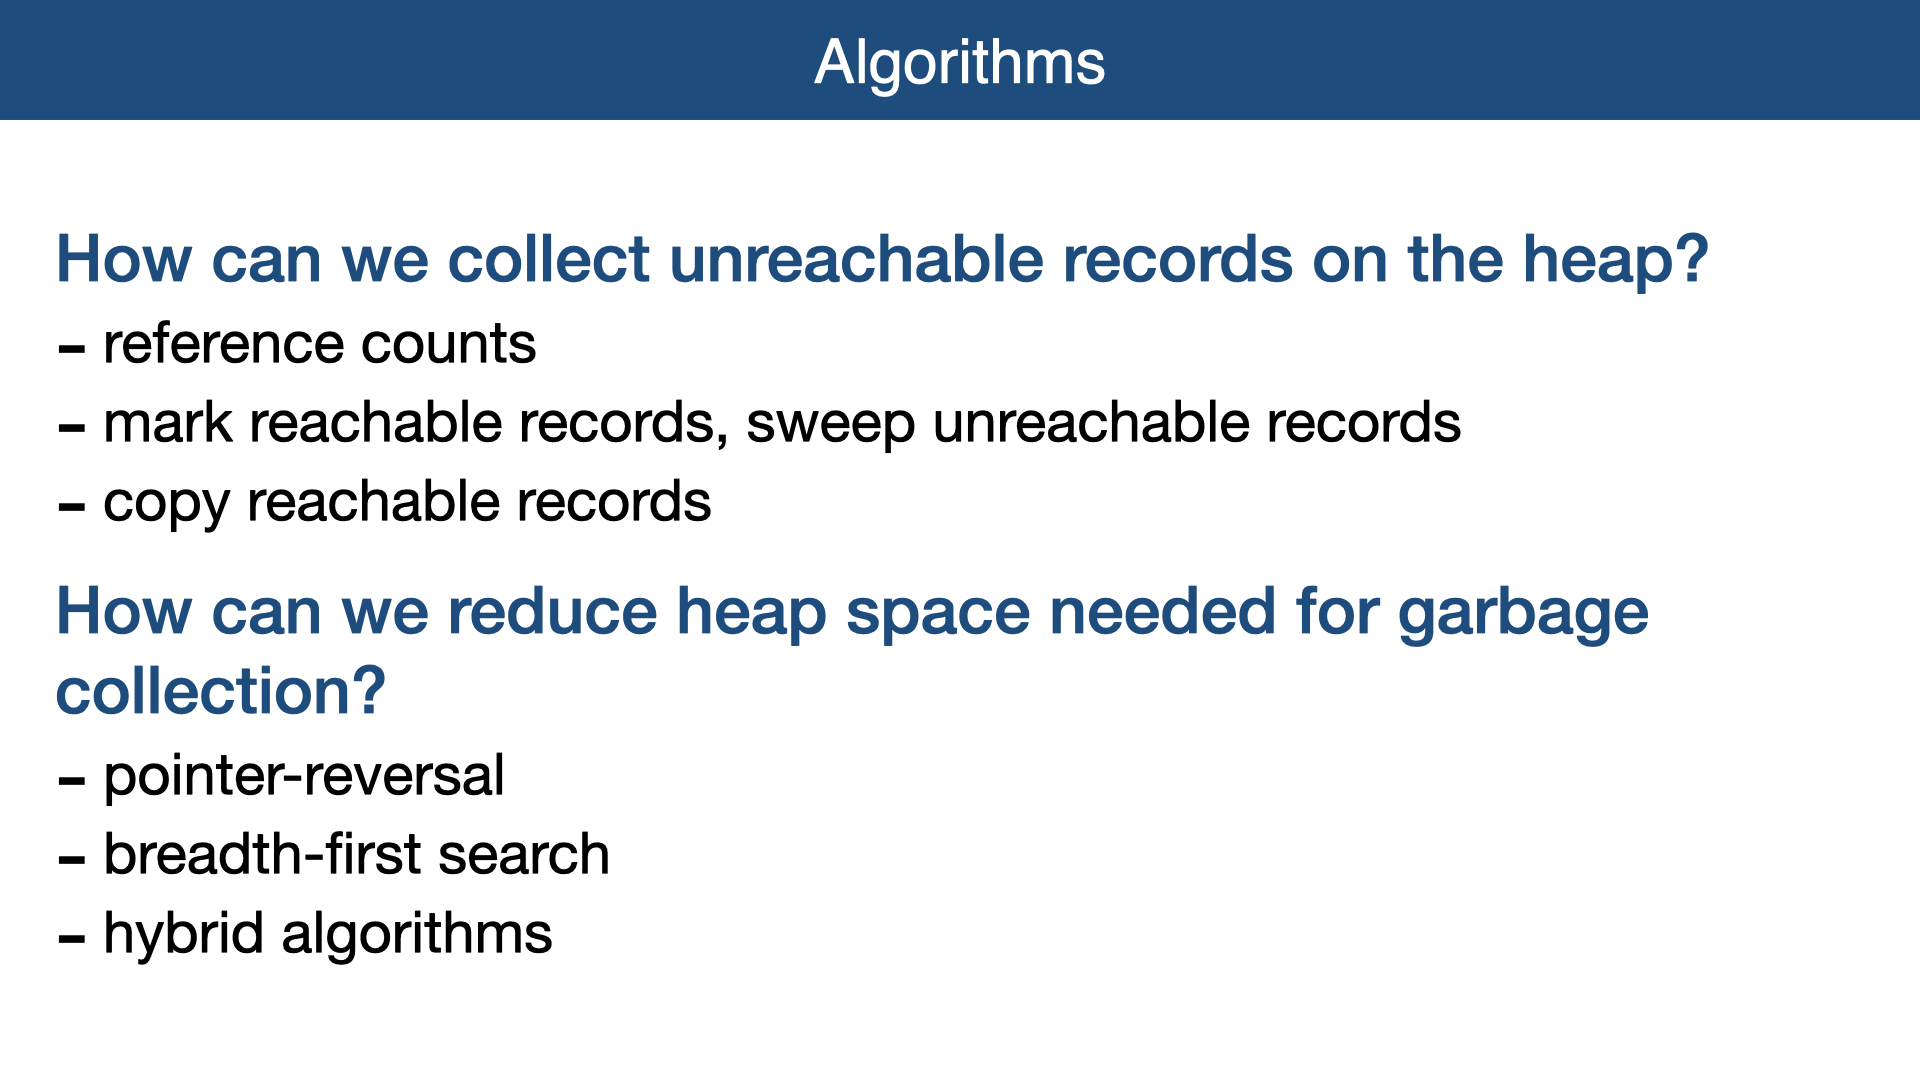 Algorithms
How can we collect unreachable records on the heap?
- reference counts
- mark reachable records, sweep unreachable records
- copy reachable records
How can we reduce heap space needed for garbage
collection?
- pointer-reversal
- breadth-first search
- hybrid algorithms